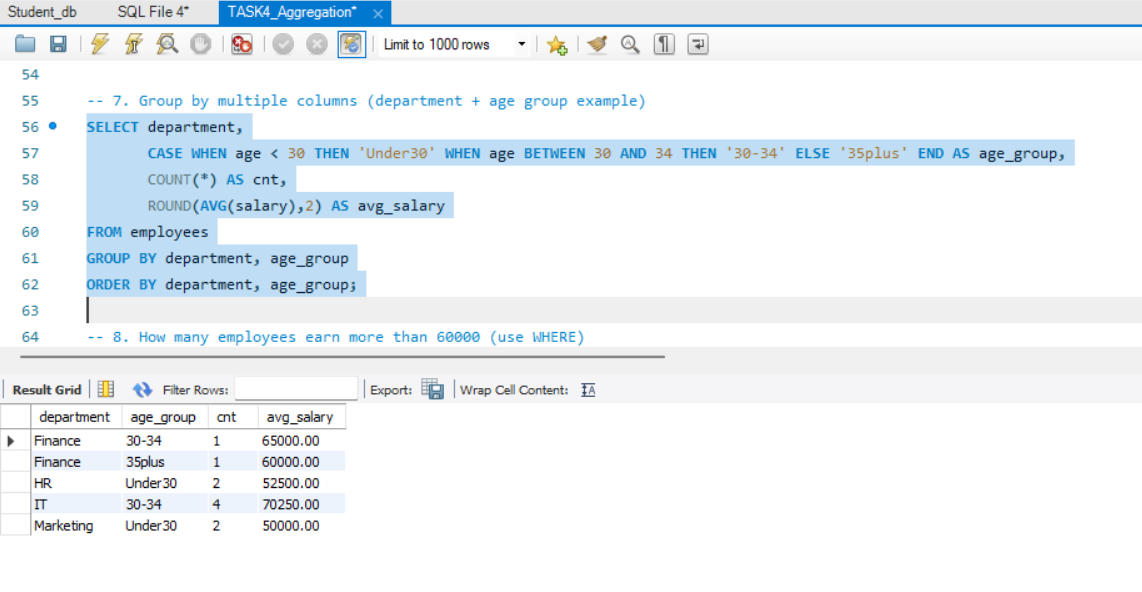 Student_db SQL File 4* TASK4_Aggregation* ×
Limit to 1000 rows
54
55 -- 7. Group by multiple columns (department + age group example)
56 SELECT department,
57 CASE WHEN age < 30 THEN 'Under30' WHEN age BETWEEN 30 AND 34 THEN '30-34' ELSE '35plus' END AS age_group,
58 COUNT(*) AS cnt,
59 ROUND(AVG(salary),2) AS avg_salary
60 FROM employees
61 GROUP BY department, age_group
62 ORDER BY department, age_group;
63
64 -- 8. How many employees earn more than 60000 (use WHERE)
Result Grid Filter Rows: Export: Wrap Cell Content:
department age_group cnt avg_salary
Finance 30-34 1 65000.00
Finance 35plus 1 60000.00
HR Under30 2 52500.00
IT 30-34 4 70250.00
Marketing Under30 2 50000.00